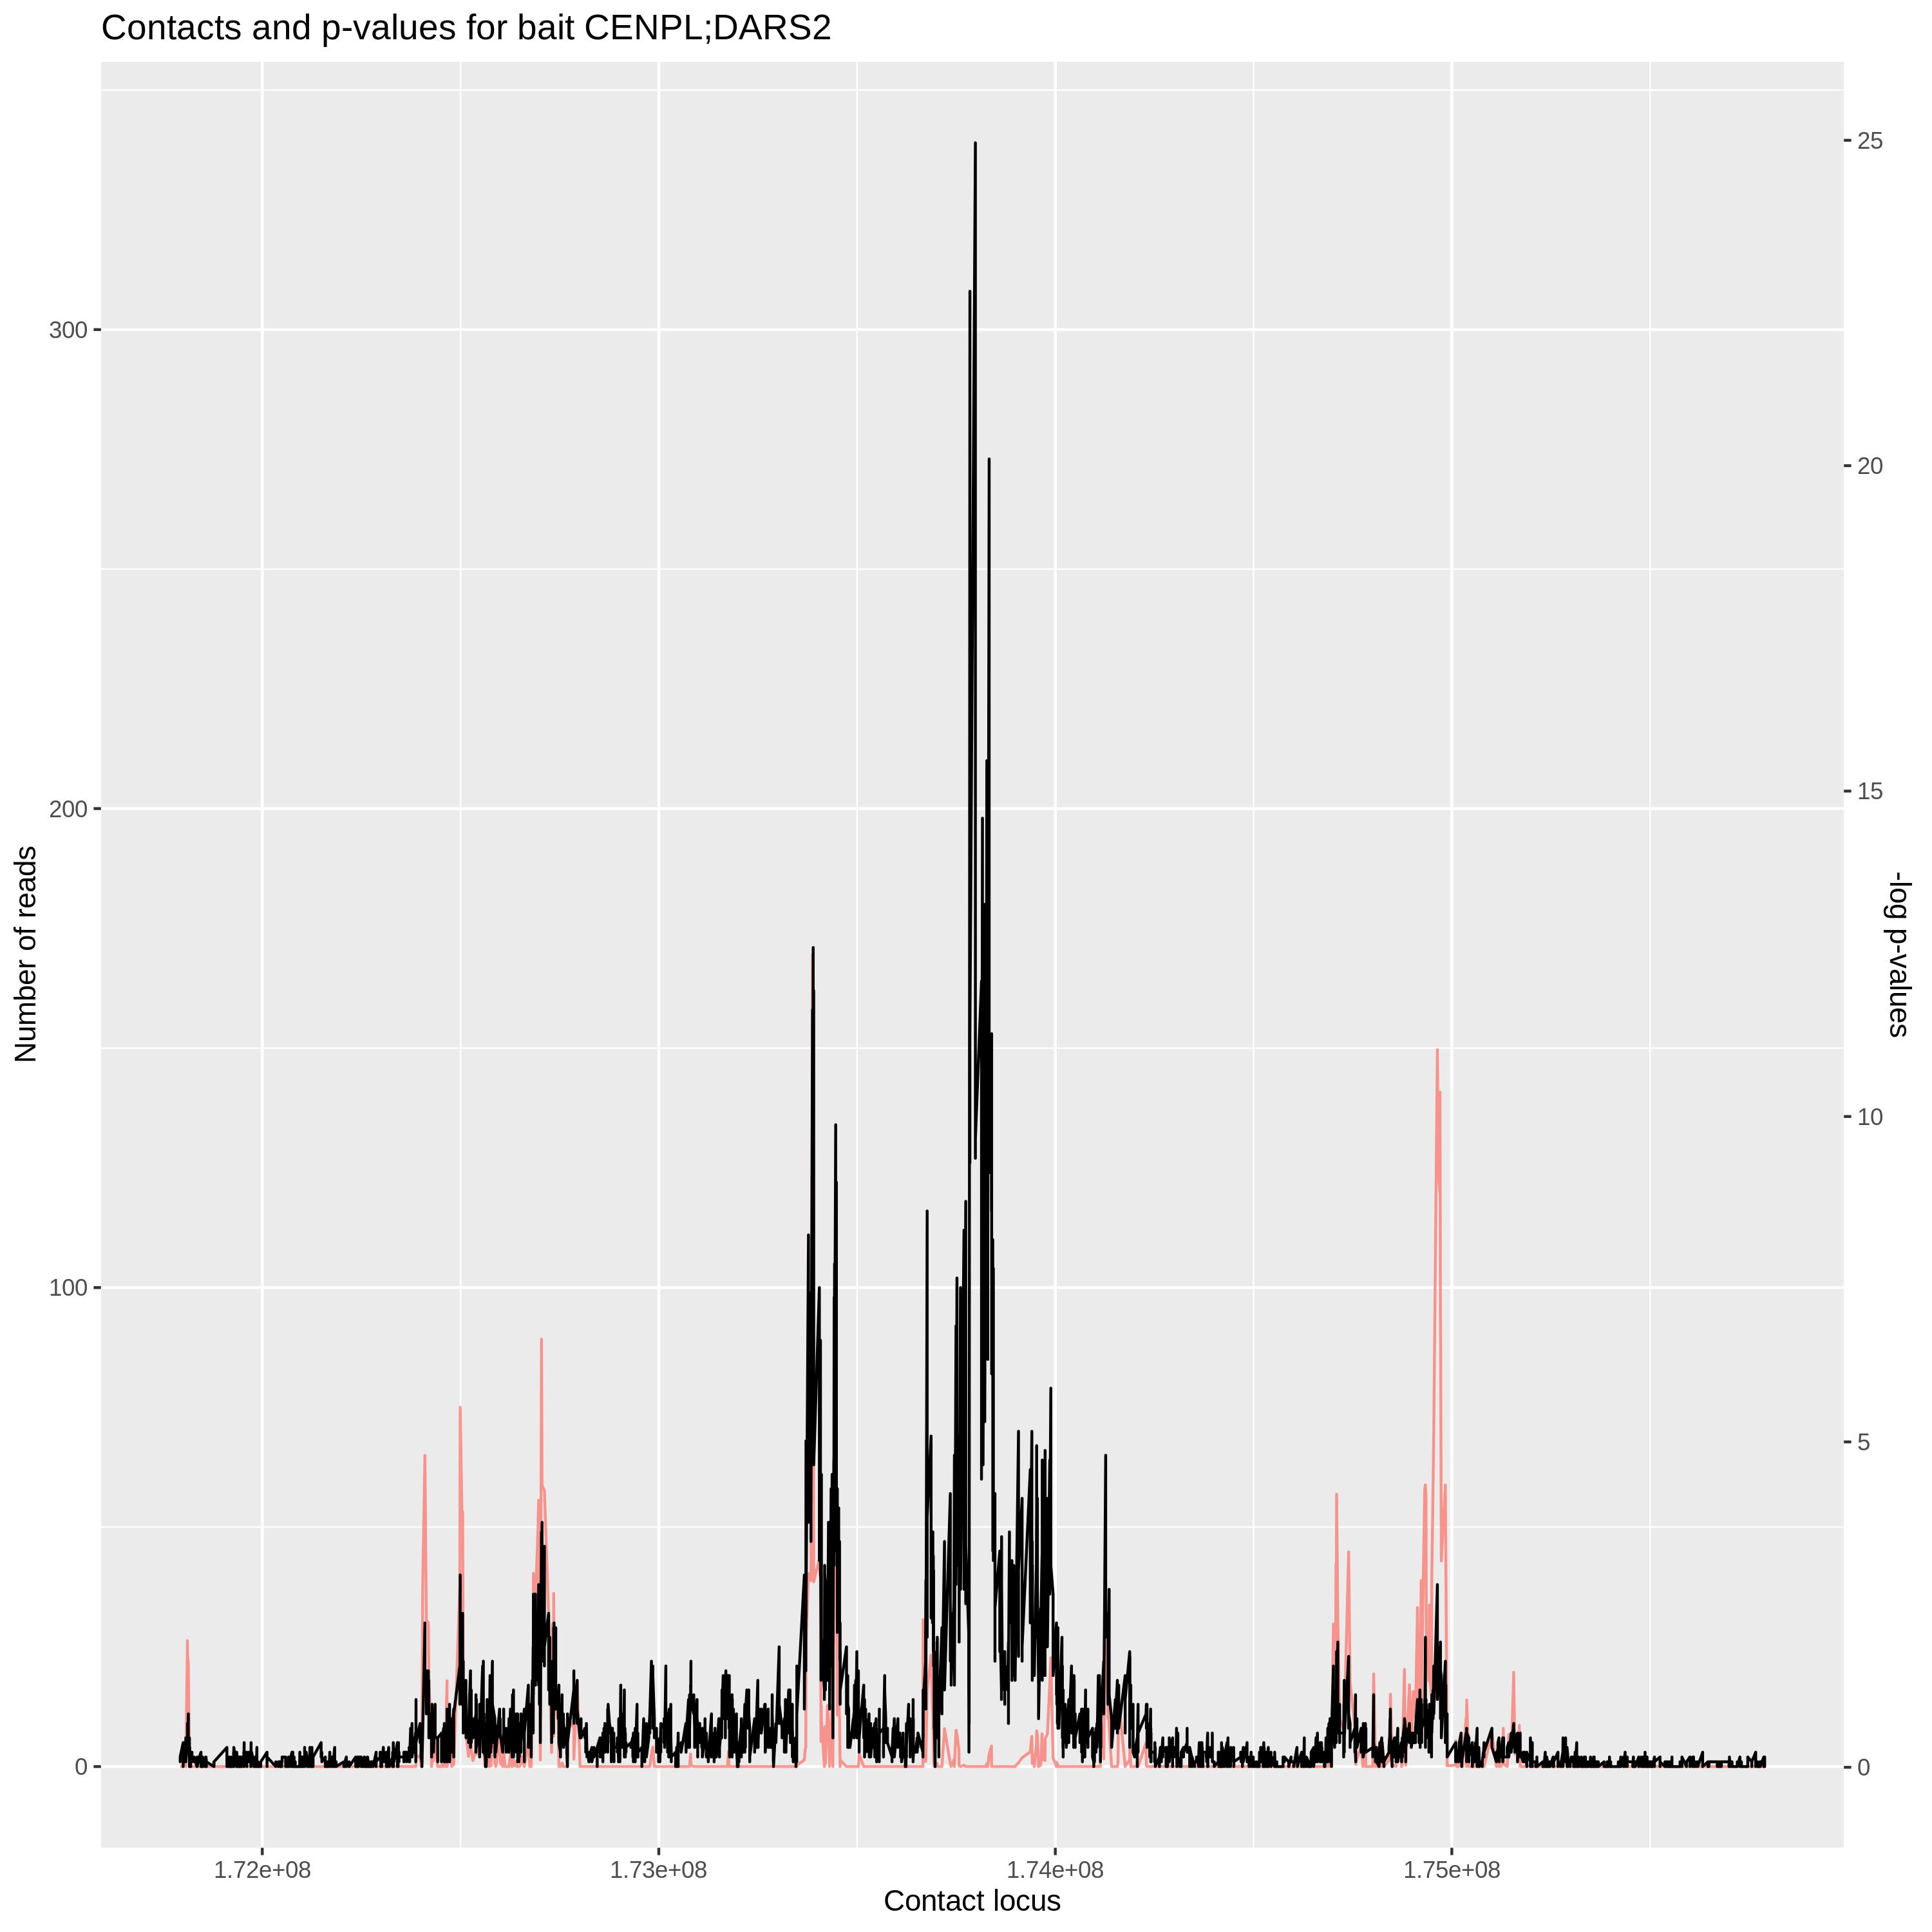 Contacts and p-values for bait CENPL;DARS2
Number of reads
300
200
100
0
25
20
15
10
5
0
-log p-values
1.72e+08
1.73e+08
1.74e+08
1.75e+08
Contact locus